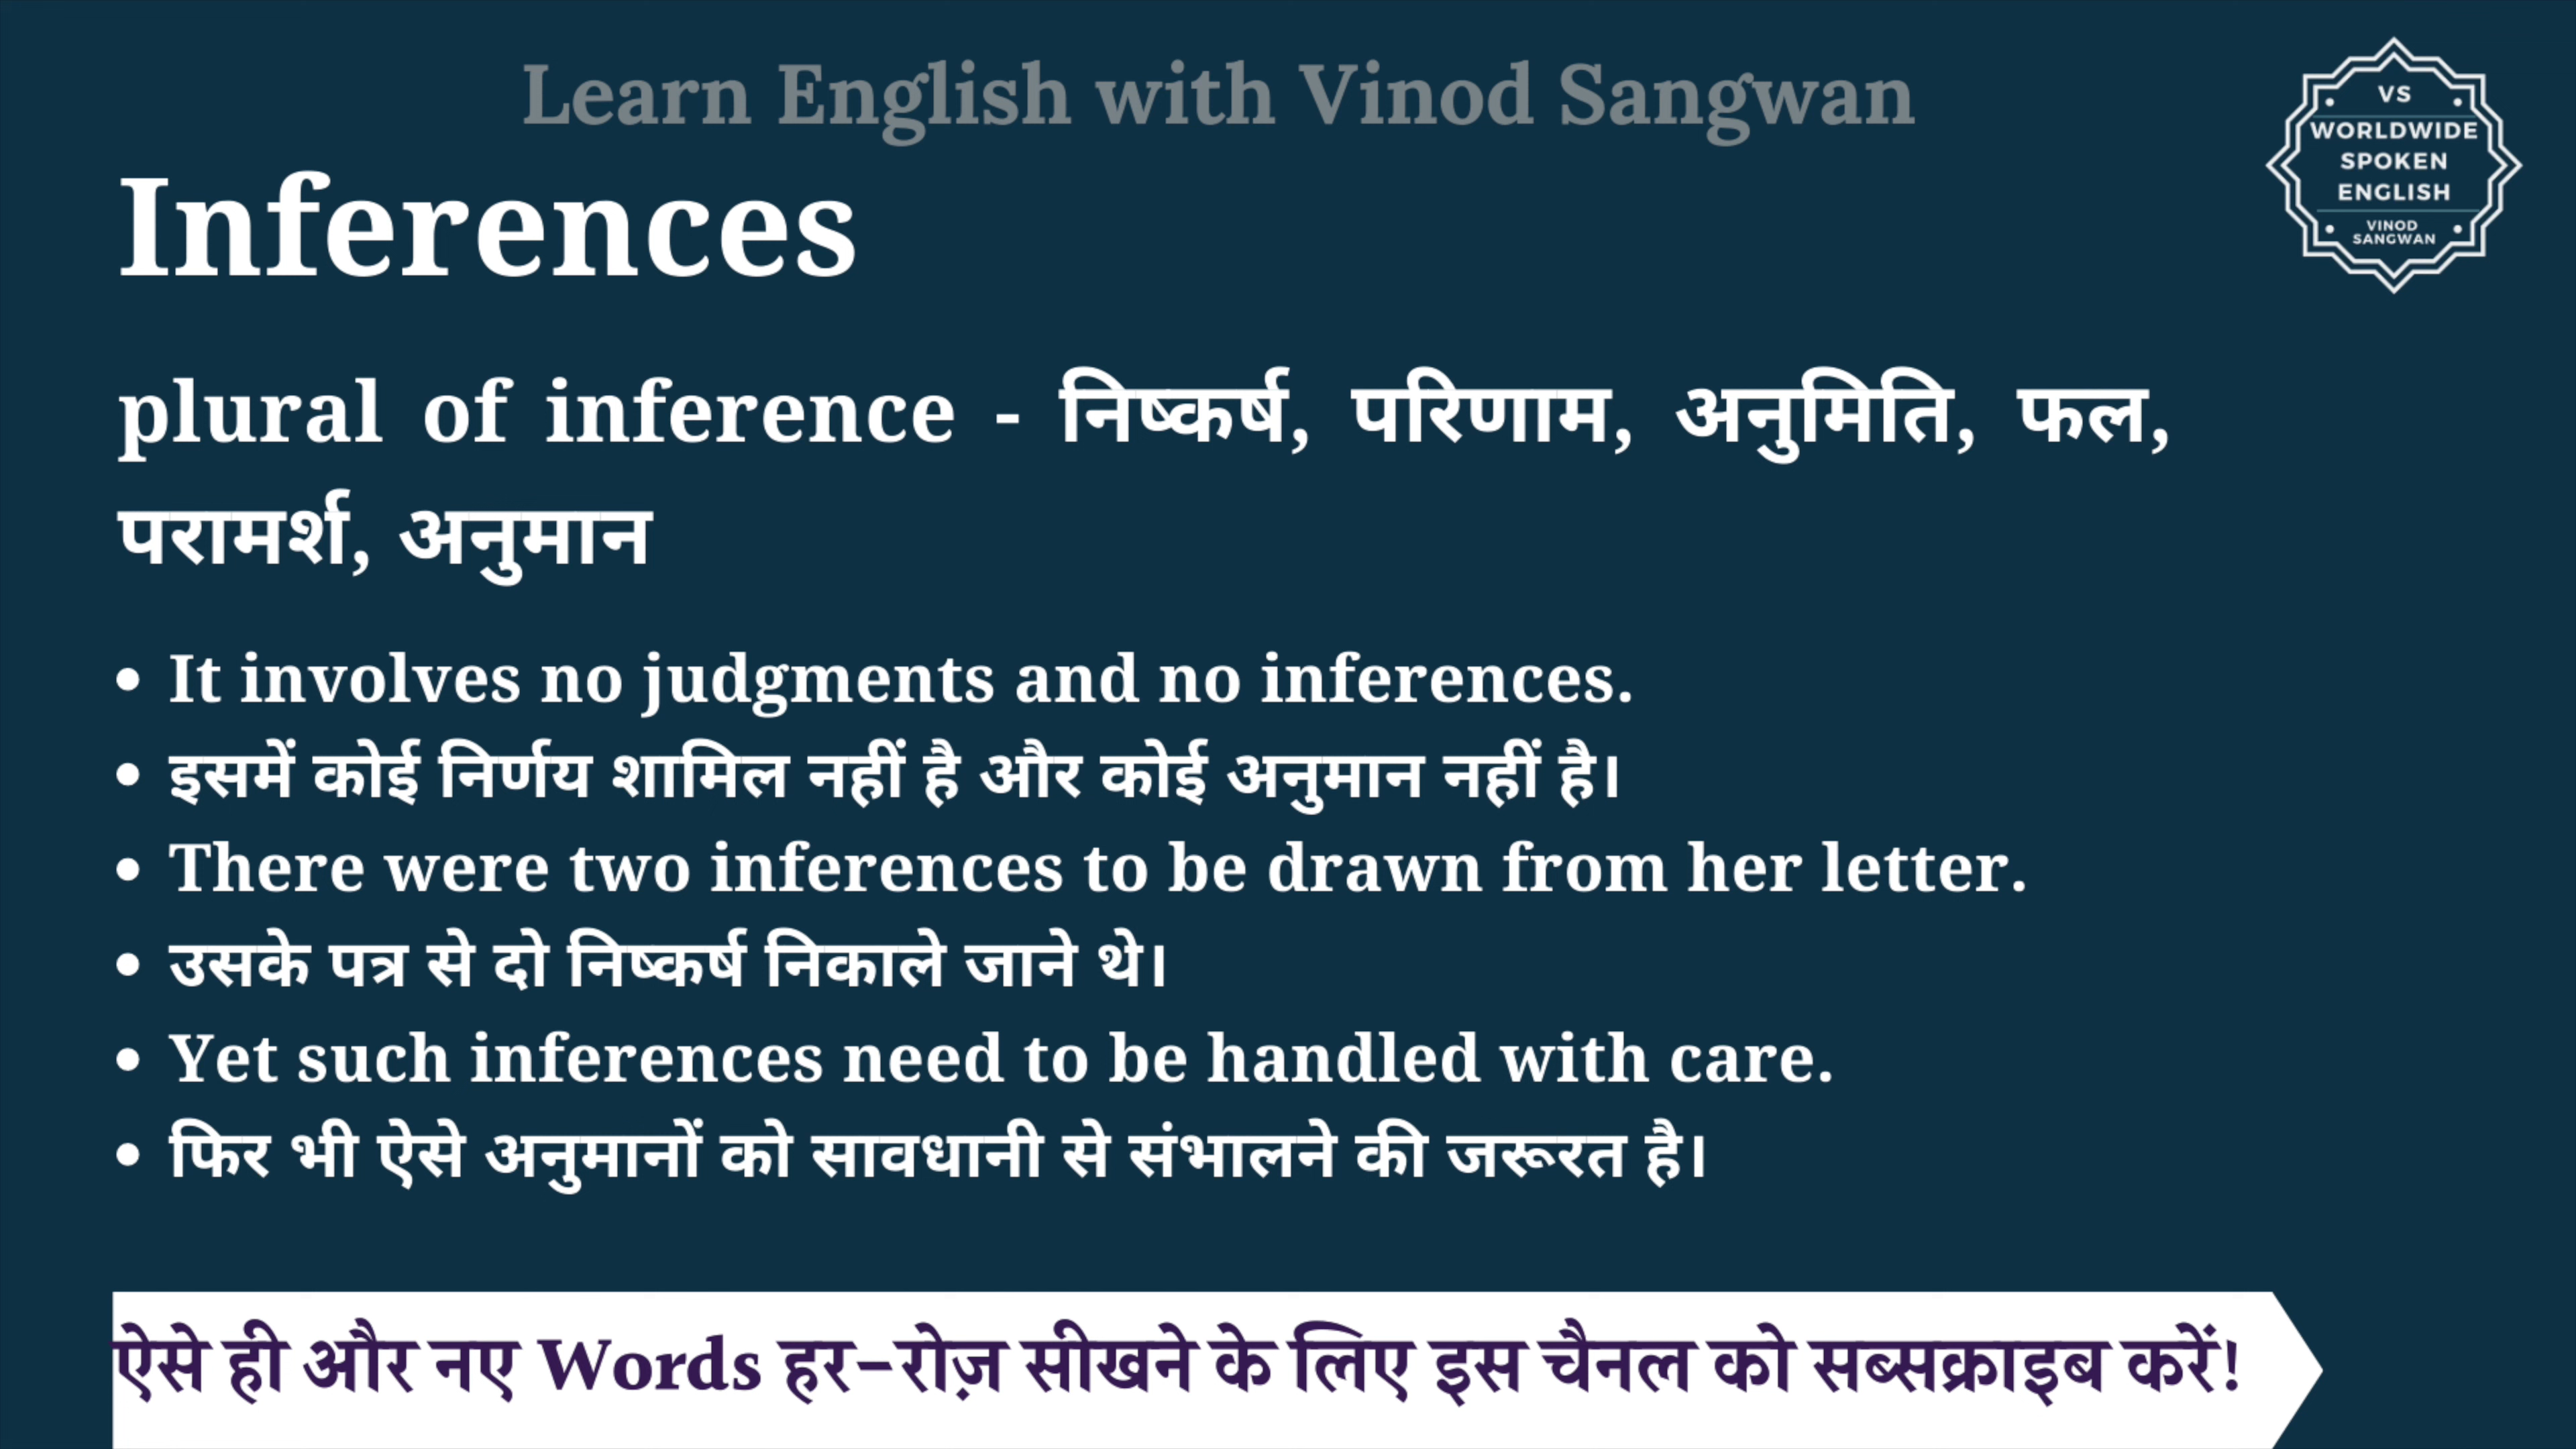 Learn English with Vinod Sangwan
VS
WORLDWIDE
SPOKEN
ENGLISH
VINOD
SANGWAN
Inferences
plural of inference - निष्कर्ष, परिणाम, अनुमिति, फल,
परामर्श, अनुमान
• It involves no judgments and no inferences.
• इसमें कोई निर्णय शामिल नहीं है और कोई अनुमान नहीं है।
• There were two inferences to be drawn from her letter.
• उसके पत्र से दो निष्कर्ष निकाले जाने थे।
• Yet such inferences need to be handled with care.
• फिर भी ऐसे अनुमानों को सावधानी से संभालने की जरूरत है।
ऐसे ही और नए Words हर-रोज़ सीखने के लिए इस चैनल को सब्सक्राइब करें!